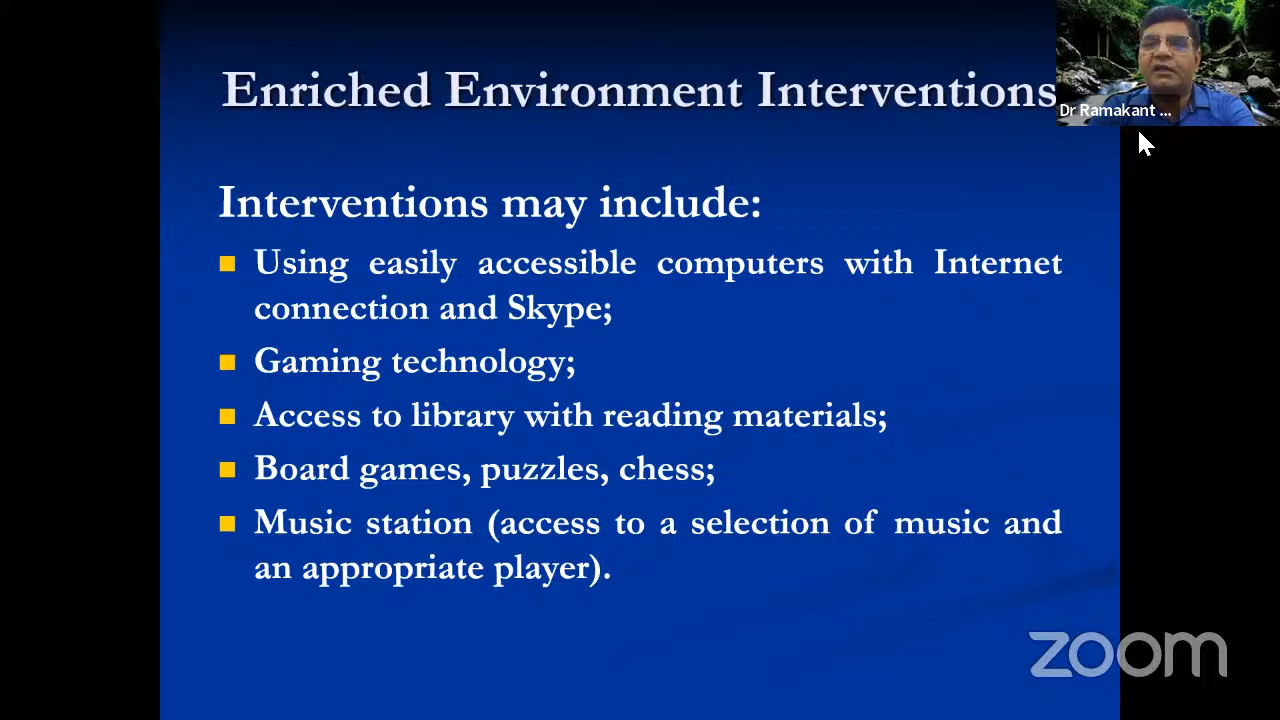 Enriched Environment Interventions
Dr Ramakant ...
Interventions may include:
Using easily accessible computers with Internet
connection and Skype;
Gaming technology;
Access to library with reading materials;
Board games, puzzles, chess;
Music station (access to a selection of music and
an appropriate player).
zoom